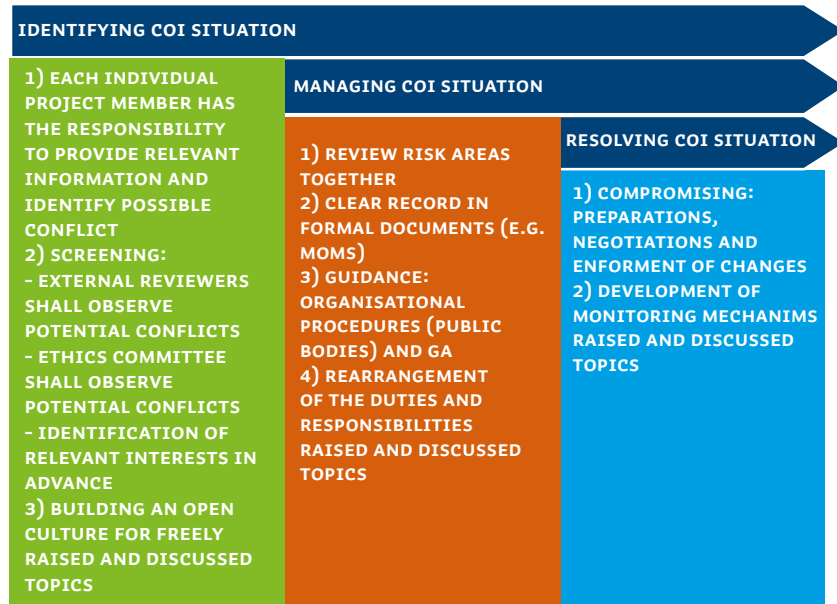 IDENTIFYING COI SITUATION
1) EACH INDIVIDUAL
PROJECT MEMBER HAS
THE RESPONSIBILITY
TO PROVIDE RELEVANT
INFORMATION AND
IDENTIFY POSSIBLE
CONFLICT
2) SCREENING:
- EXTERNAL REVIEWERS
SHALL OBSERVE
POTENTIAL CONFLICTS
- ETHICS COMMITTEE
SHALL OBSERVE
POTENTIAL CONFLICTS
- IDENTIFICATION OF
RELEVANT INTERESTS IN
ADVANCE
3) BUILDING AN OPEN
CULTURE FOR FREELY
RAISED AND DISCUSSED
TOPICS
MANAGING COI SITUATION
1) REVIEW RISK AREAS
TOGETHER
2) CLEAR RECORD IN
FORMAL DOCUMENTS (E.G.
MOMS)
3) GUIDANCE:
ORGANISATIONAL
PROCEDURES (PUBLIC
BODIES) AND GA
4) REARRANGEMENT
OF THE DUTIES AND
RESPONSIBILITIES
RAISED AND DISCUSSED
TOPICS
RESOLVING COI SITUATION
1) COMPROMISING:
PREPARATIONS,
NEGOTIATIONS AND
ENFORMENT OF CHANGES
2) DEVELOPMENT OF
MONITORING MECHANIMS
RAISED AND DISCUSSED
TOPICS